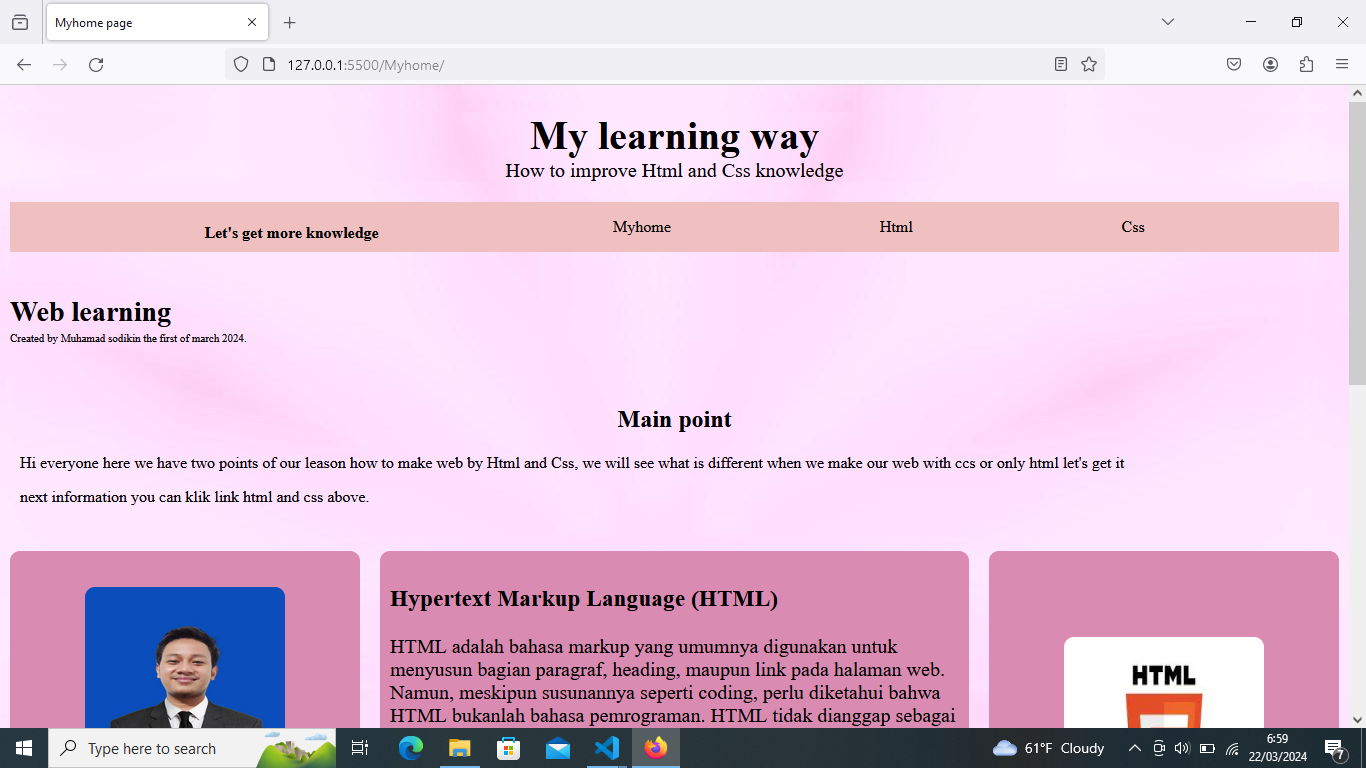 Myhome page
127.0.0.1:5500/Myhome/
My learning way
How to improve Html and Css knowledge
Let's get more knowledge
Myhome
Html
Css
Web learning
Created by Muhamad sodikin the first of march 2024.
Main point
Hi everyone here we have two points of our leason how to make web by Html and Css, we will see what is different when we make our web with ccs or only html let's get it
next information you can klik link html and css above.
Hypertext Markup Language (HTML)
HTML adalah bahasa markup yang umumnya digunakan untuk
menyusun bagian paragraf, heading, maupun link pada halaman web.
Namun, meskipun susunannya seperti coding, perlu diketahui bahwa
HTML bukanlah bahasa pemrograman. HTML tidak dianggap sebagai
HTML
Type here to search
61°F Cloudy
6:59
22/03/2024
7